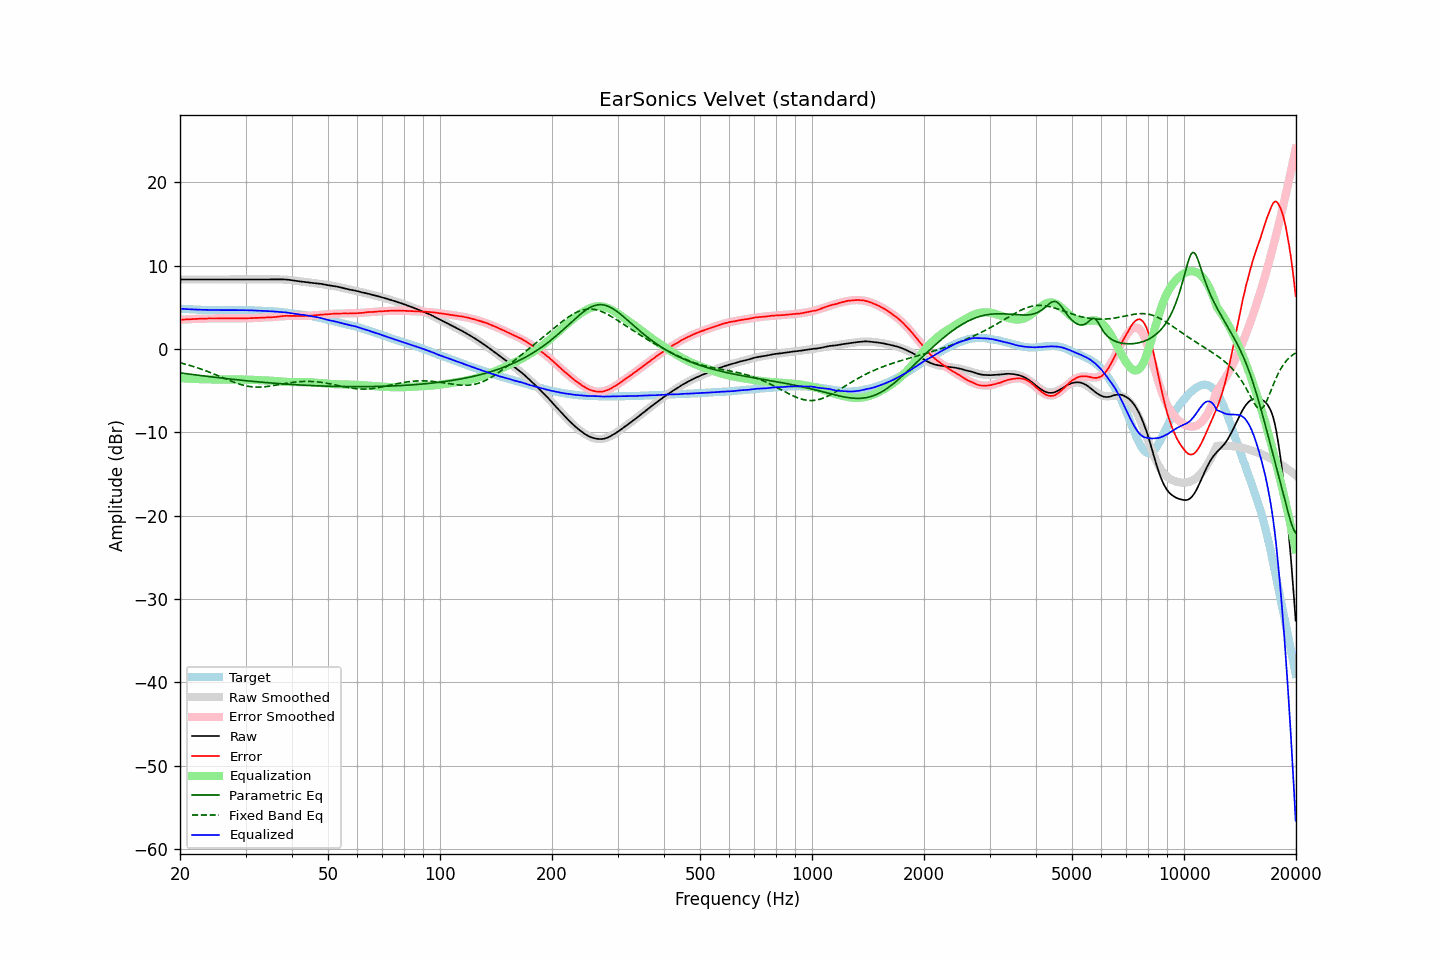 EarSonics Velvet (standard)
Amplitude (dBr)
20
10
0
−10
−20
−30
−40
−50
−60
Target
Raw Smoothed
Error Smoothed
Raw
Error
Equalization
Parametric Eq
Fixed Band Eq
Equalized
20 50 100 200 500 1000 2000 5000 10000 20000
Frequency (Hz)